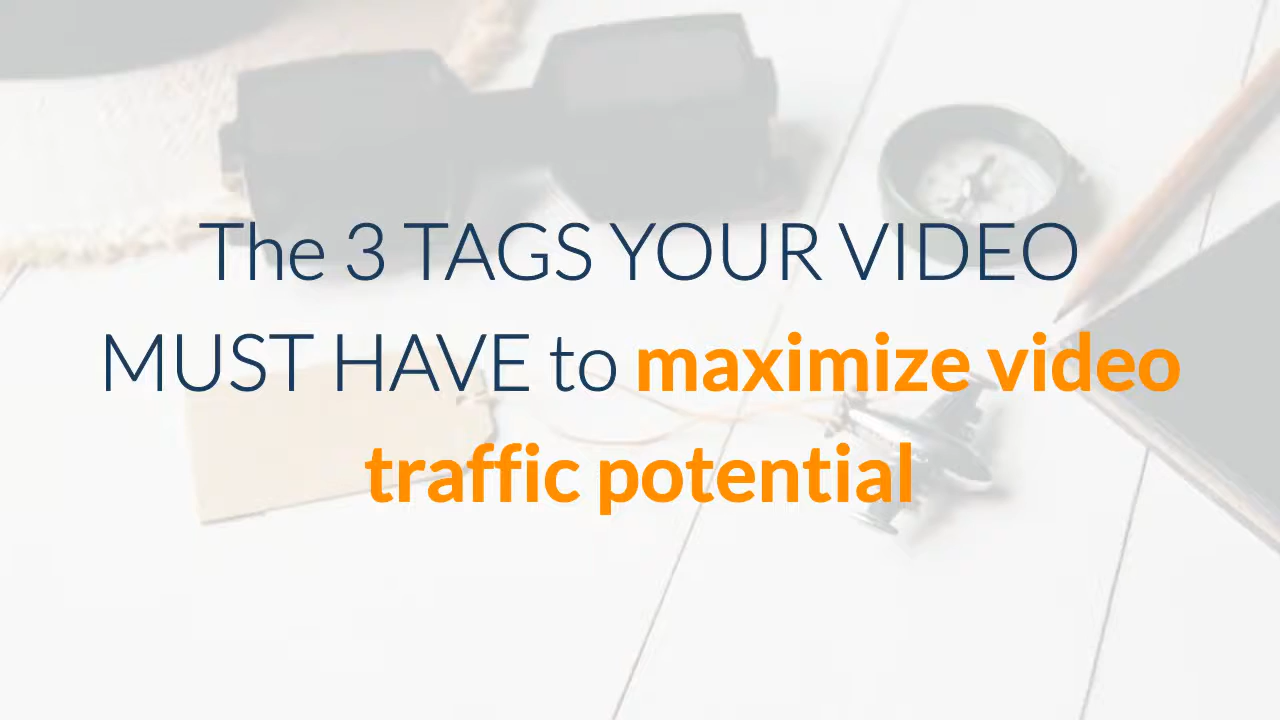 The 3 TAGS YOUR VIDEO
MUST HAVE to maximize video
traffic potential